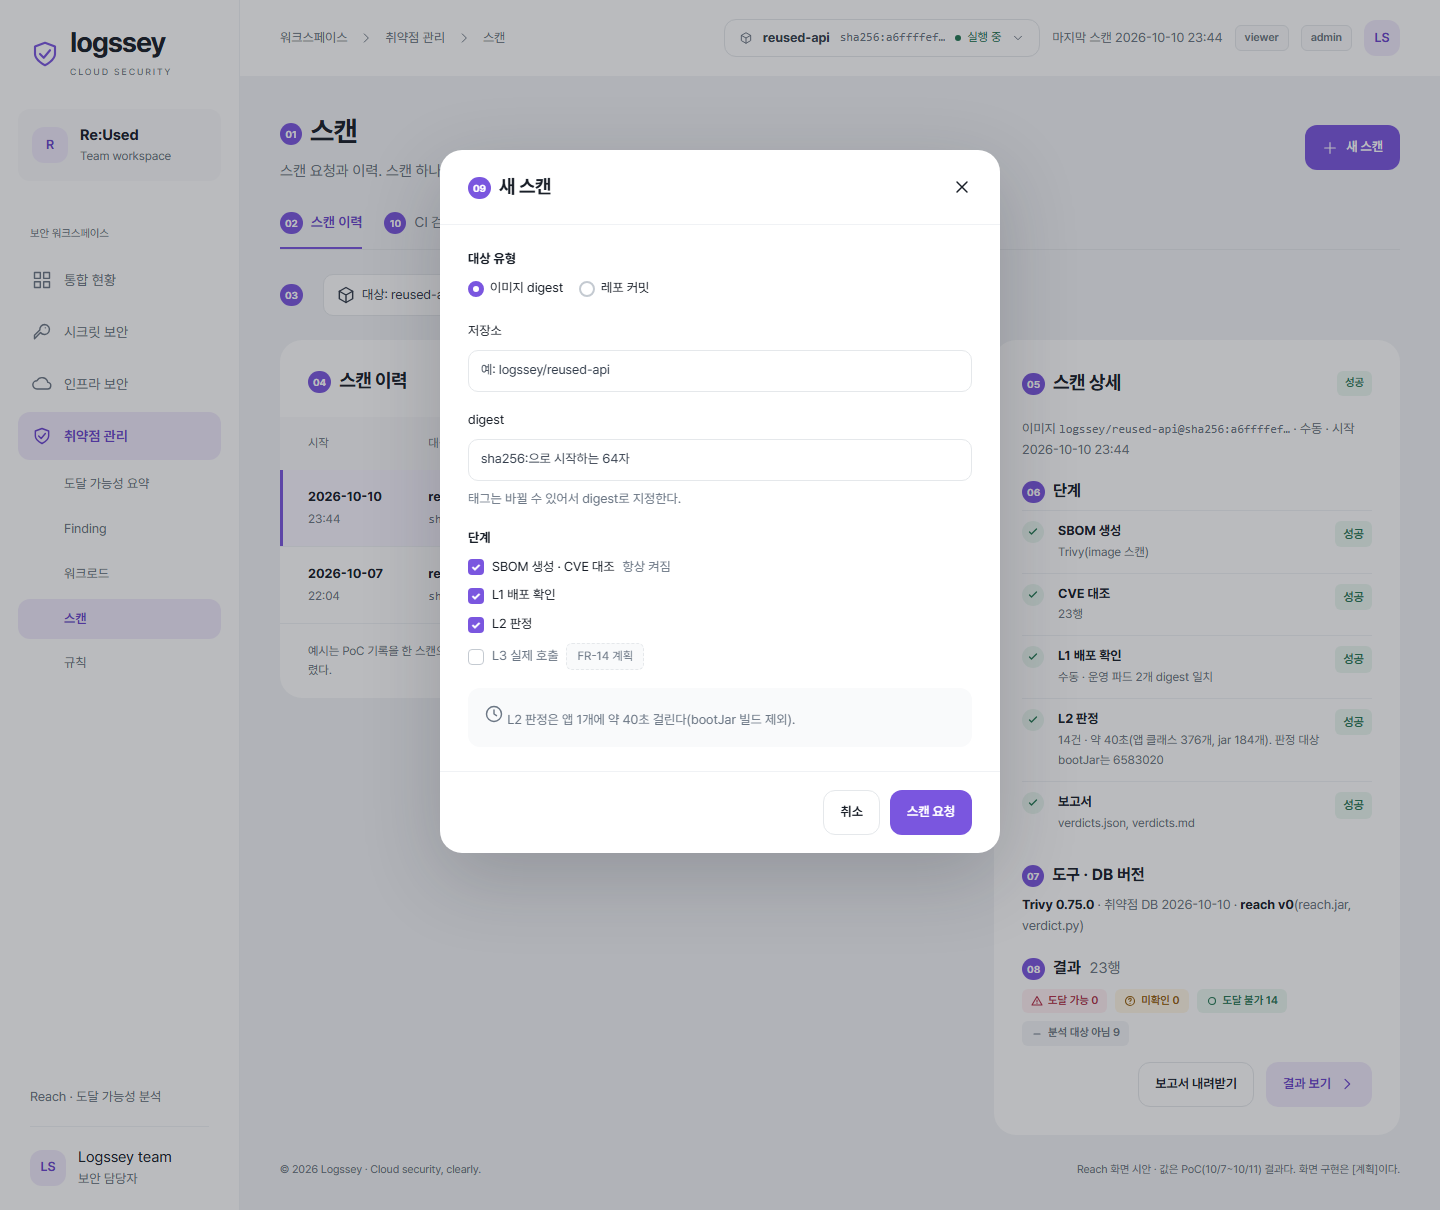 logssey
CLOUD SECURITY
R
Re:Used
Team workspace
보안 워크스페이스
통합 현황
시크릿 보안
인프라 보안
취약점 관리
도달 가능성 요약
Finding
워크로드
스캔
규칙
Reach · 도달 가능성 분석
LS
Logssey team
보안 담당자
워크스페이스 > 취약점 관리 > 스캔
reused-api sha256:a6ffffef… 실행 중
마지막 스캔 2026-10-10 23:44
viewer
admin
LS
01 스캔
스캔 요청과 이력. 스캔 하나
새 스캔
02 스캔 이력
10 CI 검
03
대상: reused-a
04 스캔 이력
시작
2026-10-10
23:44
re
sh
2026-10-07
22:04
re
sh
예시는 PoC 기록을 한 스캔으
렸다.
09 새 스캔
대상 유형
이미지 digest
레포 커밋
저장소
예: logssey/reused-api
digest
sha256:으로 시작하는 64자
태그는 바뀔 수 있어서 digest로 지정한다.
단계
SBOM 생성 · CVE 대조 항상 켜짐
L1 배포 확인
L2 판정
L3 실제 호출 FR-14 계획
L2 판정은 앱 1개에 약 40초 걸린다(bootJar 빌드 제외).
취소
스캔 요청
05 스캔 상세
성공
이미지 logssey/reused-api@sha256:a6ffffef… · 수동 · 시작
2026-10-10 23:44
06 단계
SBOM 생성
Trivy(image 스캔)
성공
CVE 대조
23행
성공
L1 배포 확인
수동 · 운영 파드 2개 digest 일치
성공
L2 판정
14건 · 약 40초(앱 클래스 376개, jar 184개). 판정 대상
bootJar는 6583020
성공
보고서
verdicts.json, verdicts.md
성공
07 도구 · DB 버전
Trivy 0.75.0 · 취약점 DB 2026-10-10 · reach v0(reach.jar,
verdict.py)
08 결과 23행
도달 가능 0
미확인 0
도달 불가 14
분석 대상 아님 9
보고서 내려받기
결과 보기
© 2026 Logssey · Cloud security, clearly.
Reach 화면 시안 · 값은 PoC(10/7~10/11) 결과다. 화면 구현은 [계획]이다.